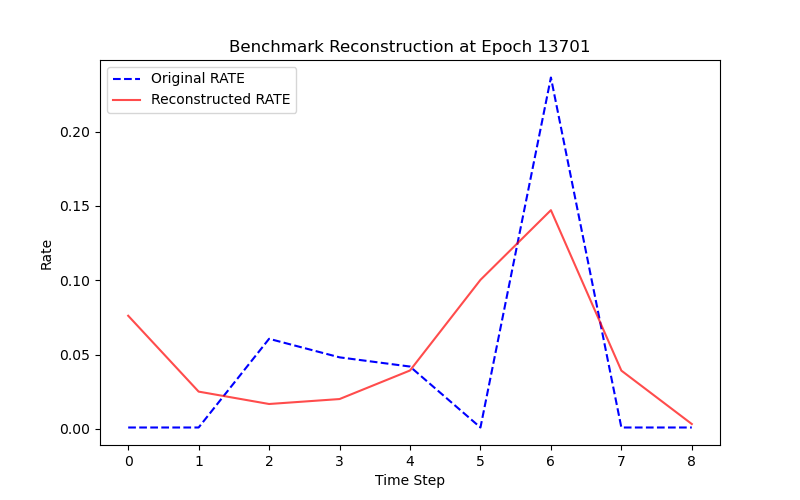 Benchmark Reconstruction at Epoch 13701
Original RATE
Reconstructed RATE
0.20
0.15
0.10
0.05
0.00
Rate
0 1 2 3 4 5 6 7 8
Time Step